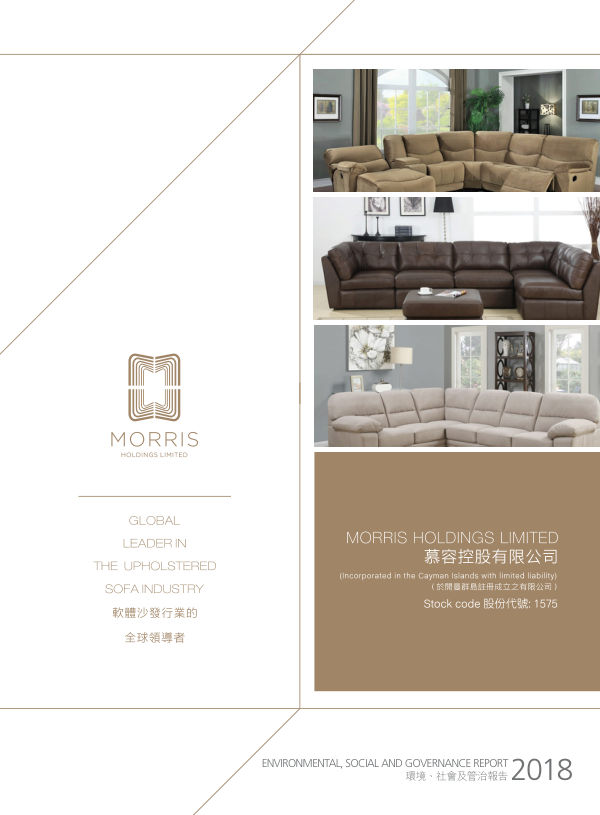 MORRIS
HOLDINGS LIMITED
GLOBAL
LEADER IN
THE UPHOLSTERED
SOFA INDUSTRY
軟體沙發行業的
全球領導者
MORRIS HOLDINGS LIMITED
慕容控股有限公司
(Incorporated in the Cayman Islands with limited liability)
(於開曼群島註冊成立之有限公司)
Stock code 股份代號: 1575
ENVIRONMENTAL, SOCIAL AND GOVERNANCE REPORT
環境、社會及管治報告
2018